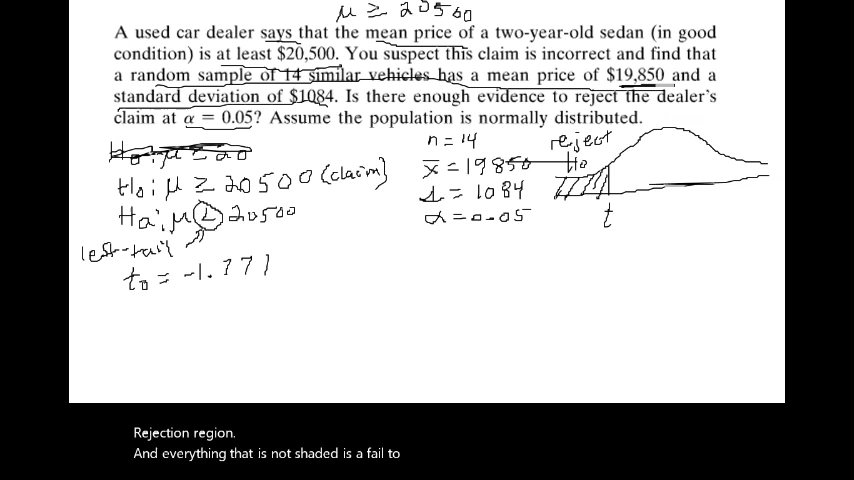 μ ≥ 20500
A used car dealer says that the mean price of a two-year-old sedan (in good
condition) is at least $20,500. You suspect this claim is incorrect and find that
a random sample of 14 similar vehicles has a mean price of $19,850 and a
standard deviation of $1084. Is there enough evidence to reject the dealer's
claim at α = 0.05? Assume the population is normally distributed.
H₀: μ ≥ 20
H₀: μ ≥ 20500 (claim)
Ha: μ < 20500
left-tail
t₀ = -1.771
n = 14
x̄ = 19850
s = 1084
α = 0.05
reject
H₀
t
Rejection region.
And everything that is not shaded is a fail to